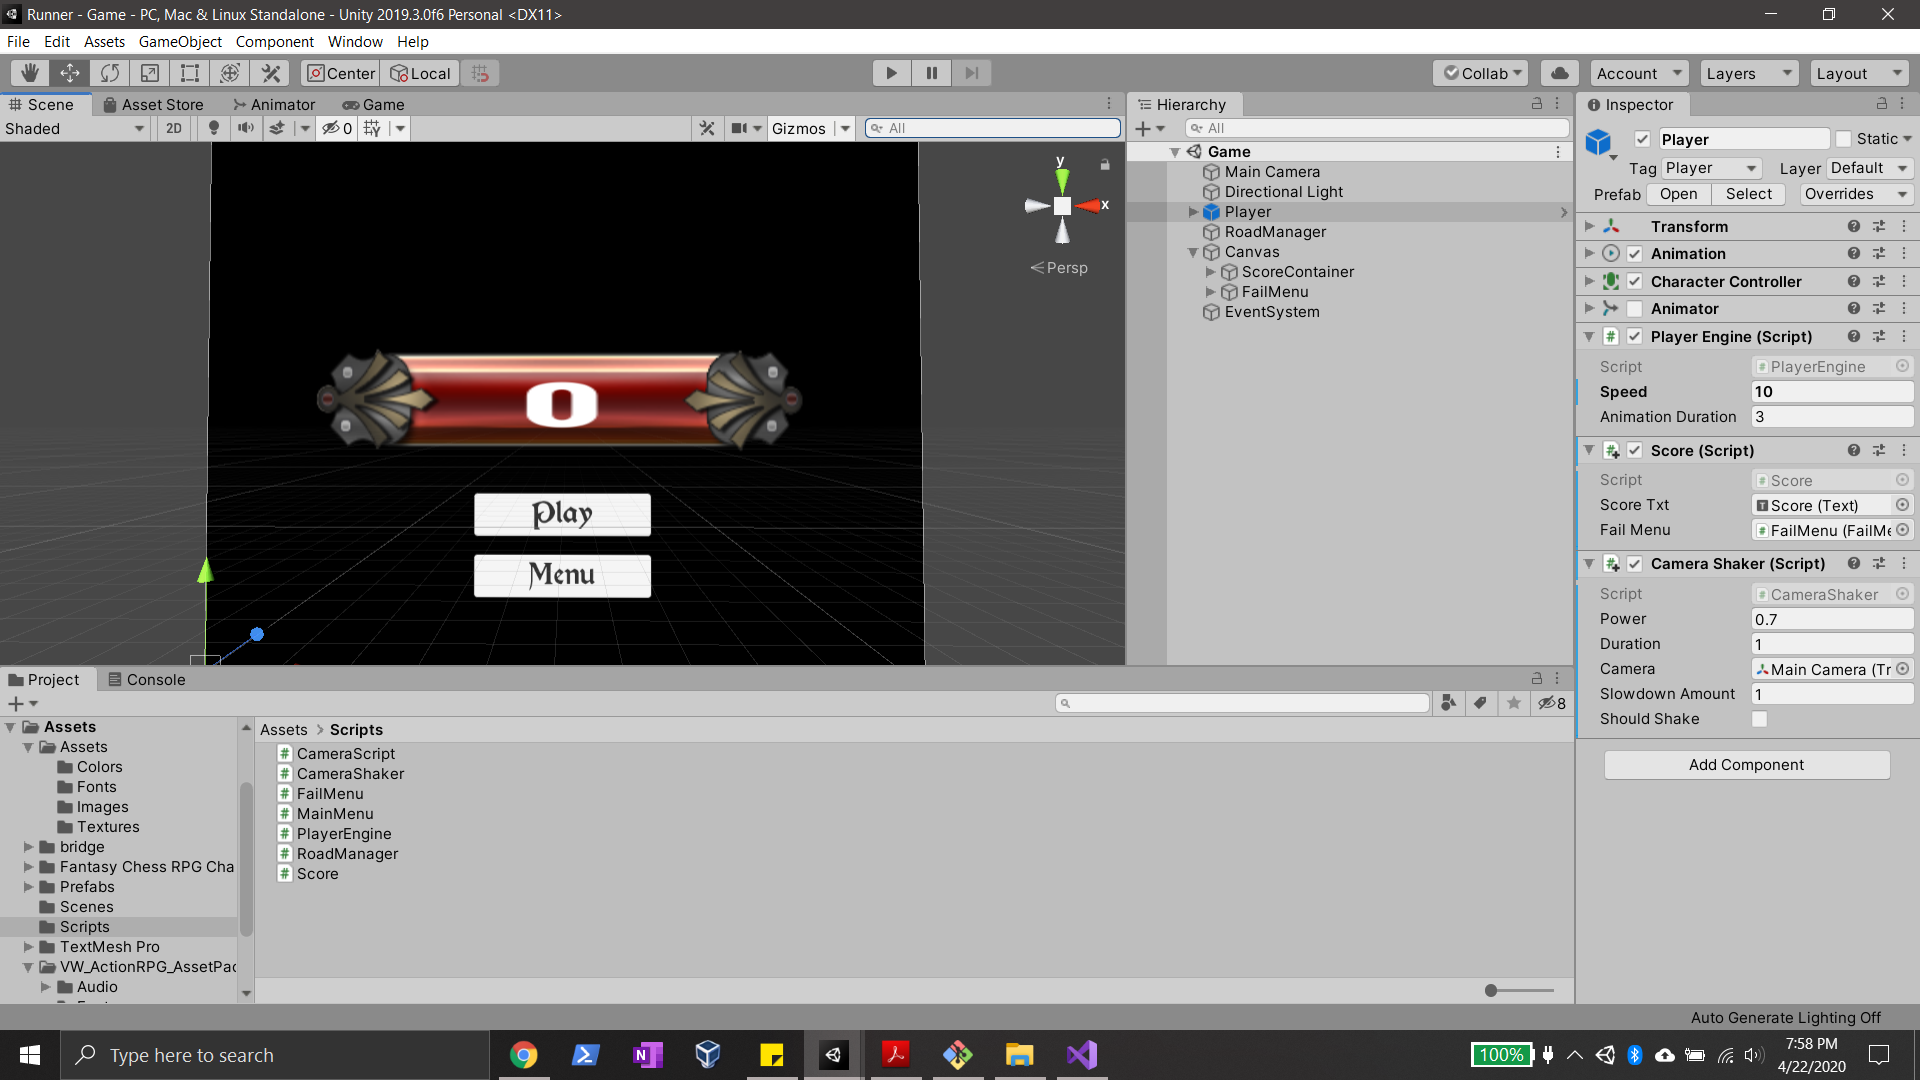 Runner - Game - PC, Mac & Linux Standalone - Unity 2019.3.0f6 Personal <DX11>
File Edit Assets GameObject Component Window Help
Center Local Collab Account Layers Layout
Scene Asset Store Animator Game
Shaded 2D 0 Gizmos All
y
x
Persp
0
Play
Menu
Hierarchy
All
Game
Main Camera
Directional Light
Player
RoadManager
Canvas
ScoreContainer
FailMenu
EventSystem
Inspector
Player Static
Tag Player Layer Default
Prefab Open Select Overrides
Transform
Animation
Character Controller
Animator
# Player Engine (Script)
Script # PlayerEngine
Speed 10
Animation Duration 3
# Score (Script)
Script # Score
Score Txt T Score (Text)
Fail Menu # FailMenu (FailMe
# Camera Shaker (Script)
Script # CameraShaker
Power 0.7
Duration 1
Camera Main Camera (Tr
Slowdown Amount 1
Should Shake
Add Component
Project Console
8
Assets
Assets
Colors
Fonts
Images
Textures
bridge
Fantasy Chess RPG Cha
Prefabs
Scenes
Scripts
TextMesh Pro
VW_ActionRPG_AssetPac
Audio
Assets > Scripts
# CameraScript
# CameraShaker
# FailMenu
# MainMenu
# PlayerEngine
# RoadManager
# Score
Auto Generate Lighting Off
Type here to search
N
100%
7:58 PM
4/22/2020